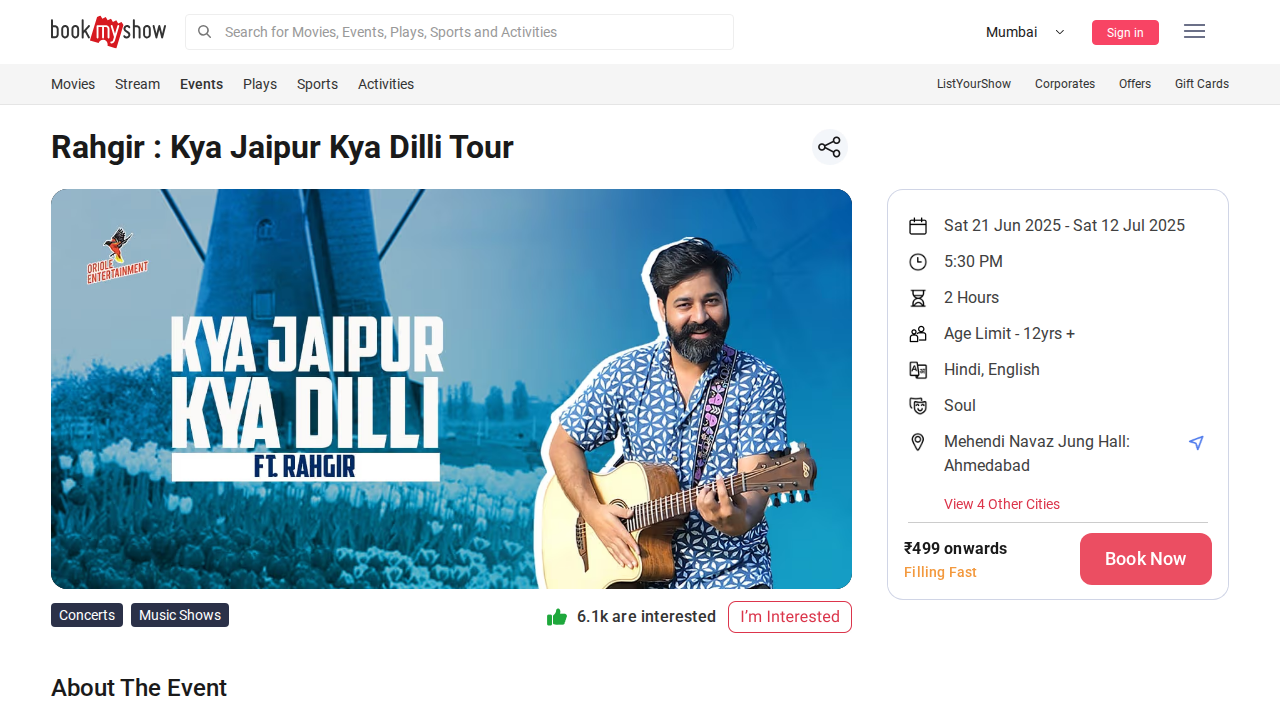 bookmyshow
Search for Movies, Events, Plays, Sports and Activities
Mumbai
Sign in
Movies
Stream
Events
Plays
Sports
Activities
ListYourShow
Corporates
Offers
Gift Cards
Rahgir : Kya Jaipur Kya Dilli Tour
ORIOLE
ENTERTAINMENT
KYA JAIPUR
KYA DILLI
FT. RAHGIR
Sat 21 Jun 2025 - Sat 12 Jul 2025
5:30 PM
2 Hours
Age Limit - 12yrs +
Hindi, English
Soul
Mehendi Navaz Jung Hall:
Ahmedabad
View 4 Other Cities
₹499 onwards
Filling Fast
Book Now
Concerts
Music Shows
6.1k are interested
I’m Interested
About The Event